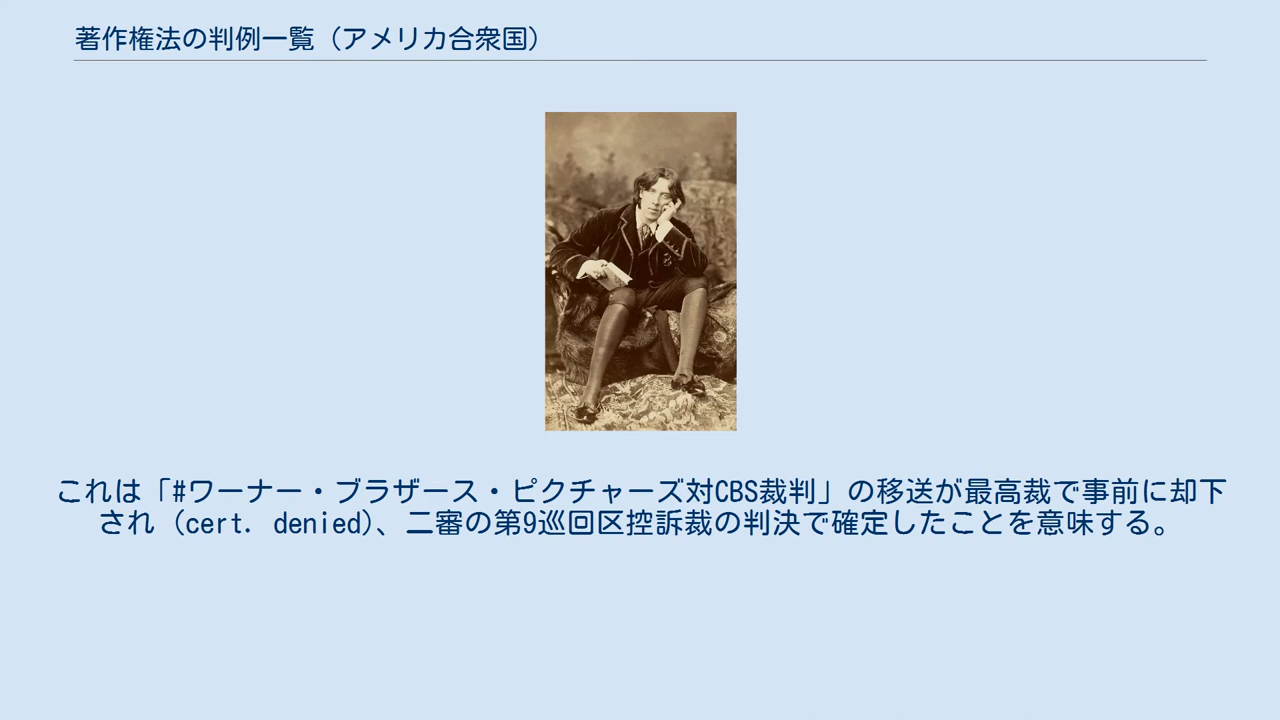 著作権法の判例一覧（アメリカ合衆国）
これは「#ワーナー・ブラザース・ピクチャーズ対CBS裁判」の移送が最高裁で事前に却下
され（cert. denied）、二審の第9巡回区控訴裁の判決で確定したことを意味する。